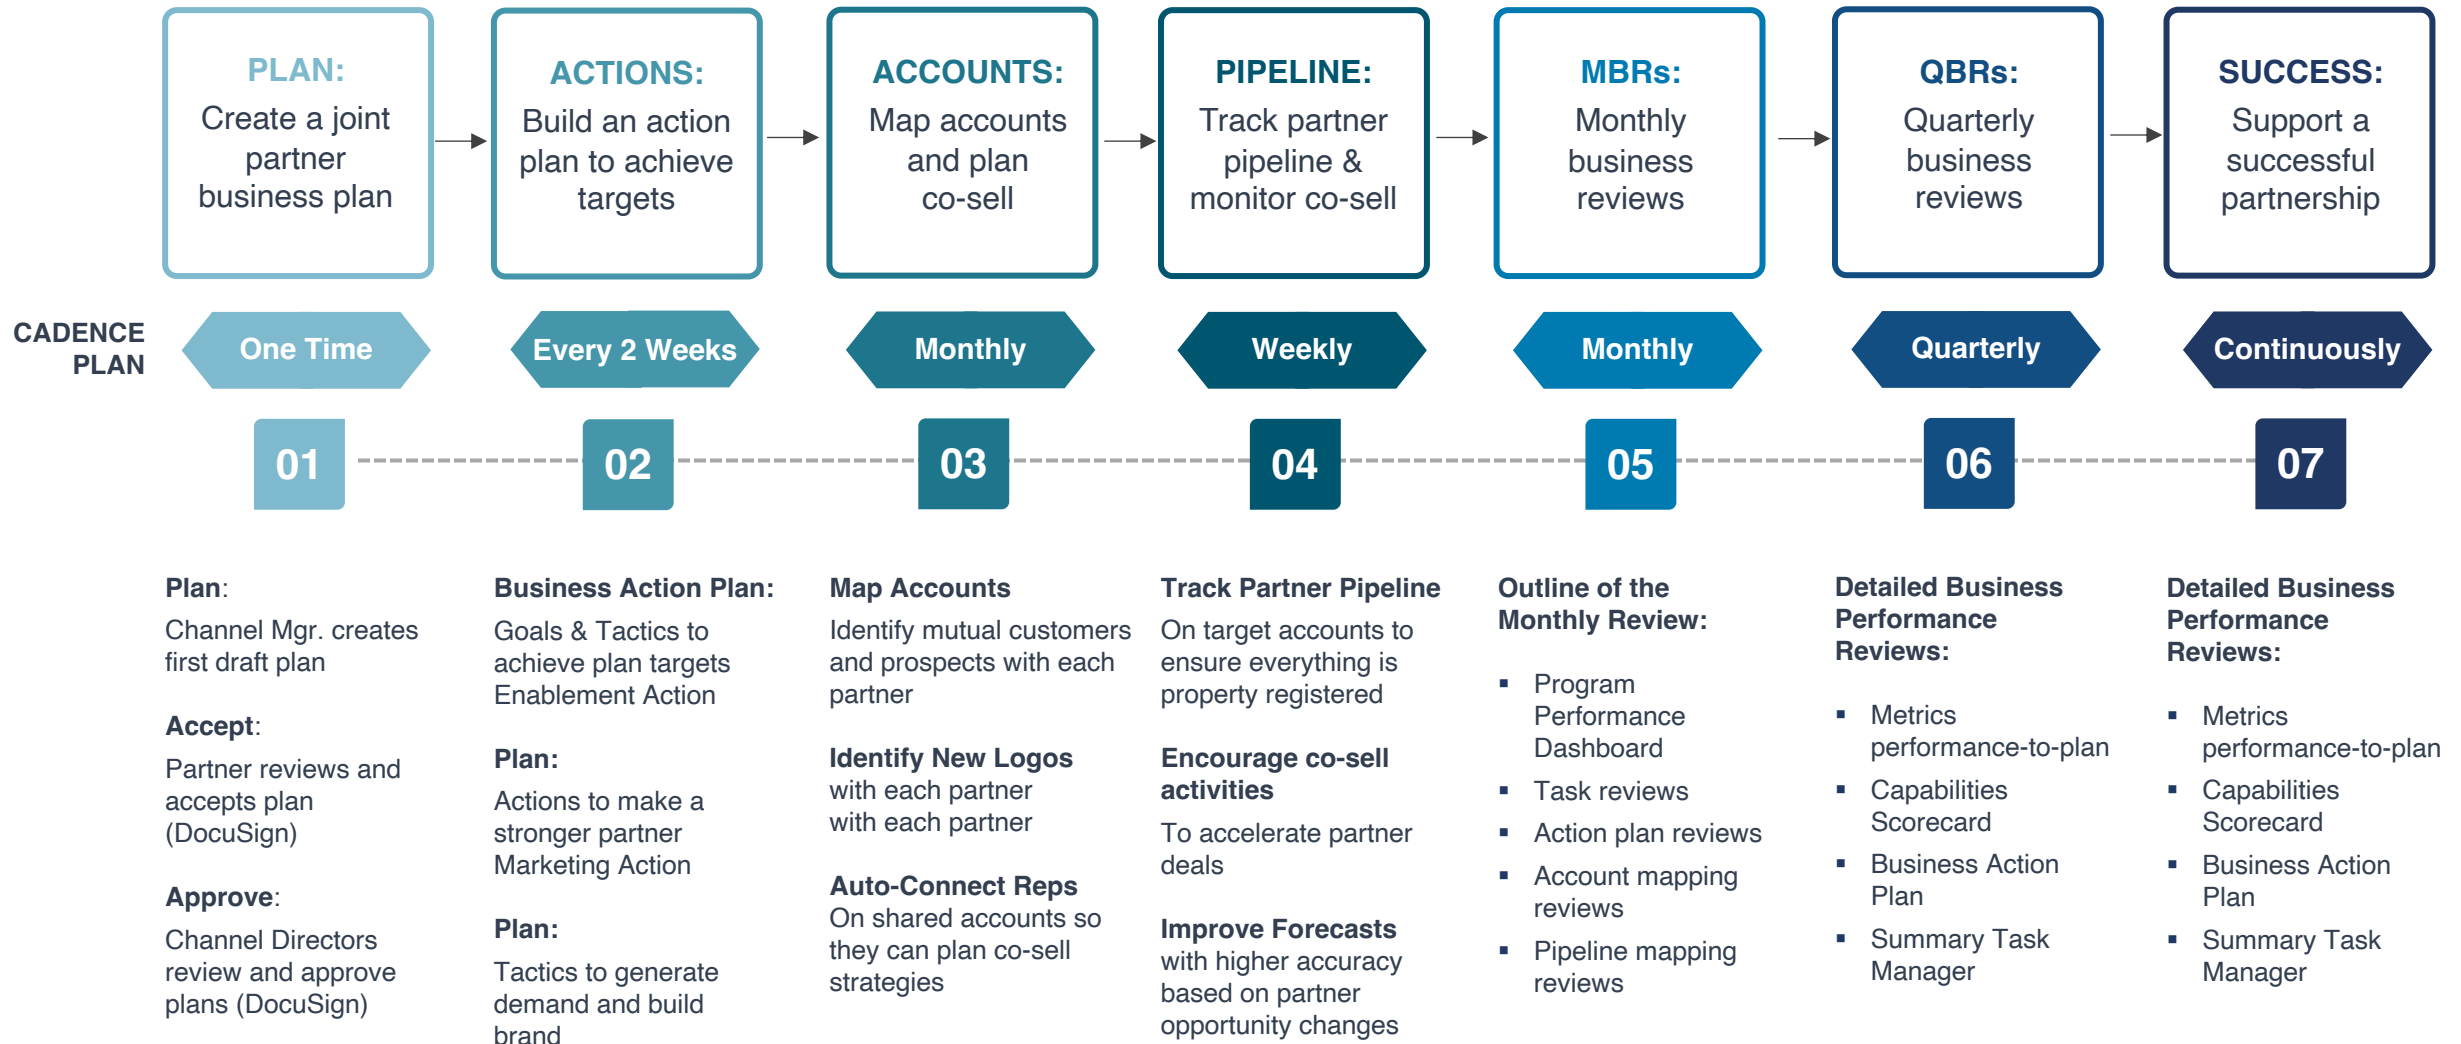 PLAN:
Create a joint
partner
business plan
ACTIONS:
Build an action
plan to achieve
targets
ACCOUNTS:
Map accounts
and plan
co-sell
PIPELINE:
Track partner
pipeline &
monitor co-sell
MBRs:
Monthly
business
reviews
QBRs:
Quarterly
business
reviews
SUCCESS:
Support a
successful
partnership
CADENCE
PLAN
One Time
Every 2 Weeks
Monthly
Weekly
Monthly
Quarterly
Continuously
01
02
03
04
05
06
07
Plan:
Channel Mgr. creates
first draft plan
Accept:
Partner reviews and
accepts plan
(DocuSign)
Approve:
Channel Directors
review and approve
plans (DocuSign)
Business Action Plan:
Goals & Tactics to
achieve plan targets
Enablement Action
Plan:
Actions to make a
stronger partner
Marketing Action
Plan:
Tactics to generate
demand and build
brand
Map Accounts
Identify mutual customers
and prospects with each
partner
Identify New Logos
with each partner
with each partner
Auto-Connect Reps
On shared accounts so
they can plan co-sell
strategies
Track Partner Pipeline
On target accounts to
ensure everything is
property registered
Encourage co-sell
activities
To accelerate partner
deals
Improve Forecasts
with higher accuracy
based on partner
opportunity changes
Outline of the
Monthly Review:
▪ Program
Performance
Dashboard
▪ Task reviews
▪ Action plan reviews
▪ Account mapping
reviews
▪ Pipeline mapping
reviews
Detailed Business
Performance
Reviews:
▪ Metrics
performance-to-plan
▪ Capabilities
Scorecard
▪ Business Action
Plan
▪ Summary Task
Manager
Detailed Business
Performance
Reviews:
▪ Metrics
performance-to-plan
▪ Capabilities
Scorecard
▪ Business Action
Plan
▪ Summary Task
Manager